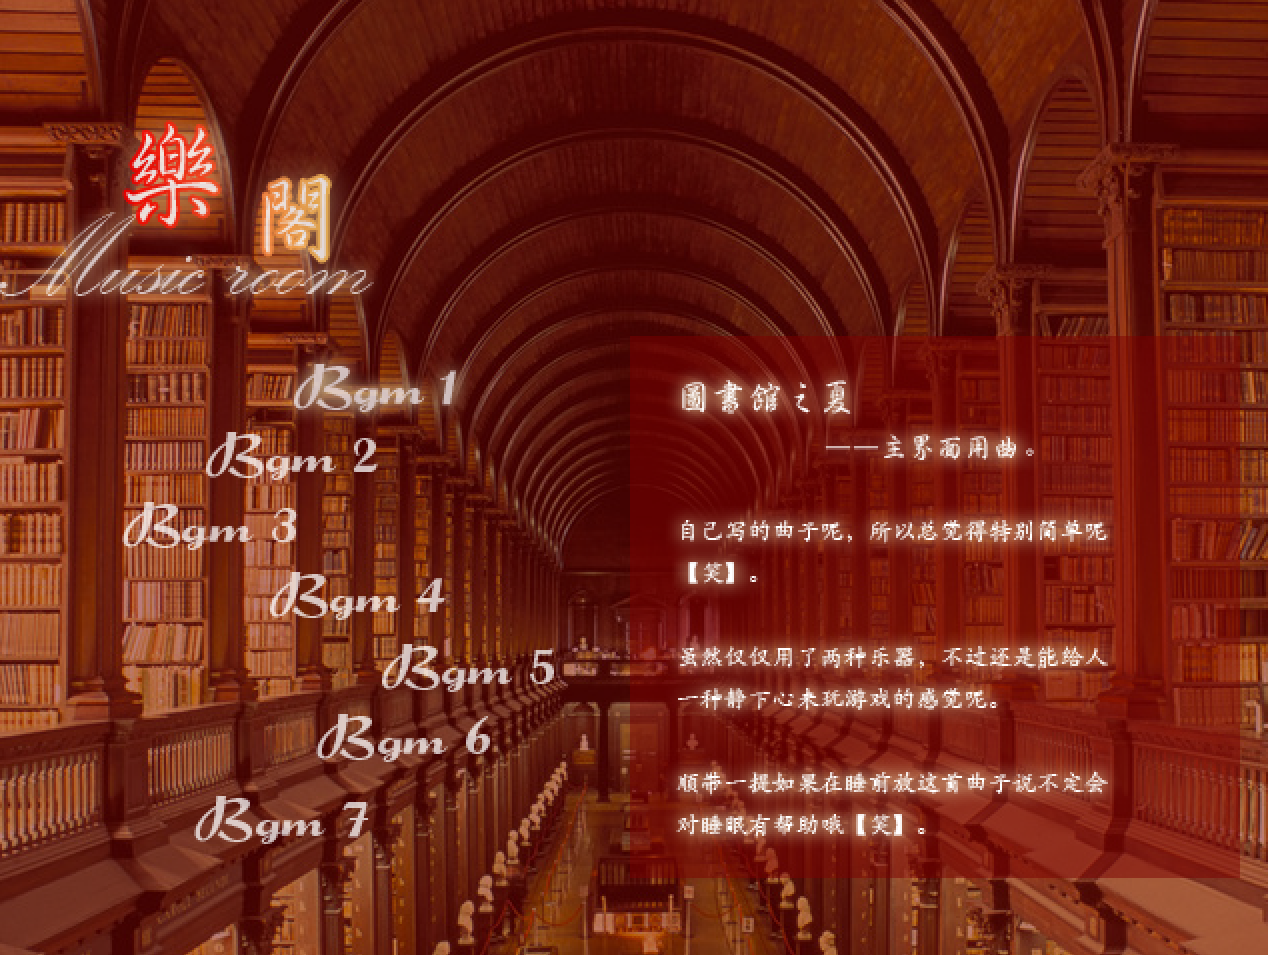 樂閣
Music room
Bgm 1
Bgm 2
Bgm 3
Bgm 4
Bgm 5
Bgm 6
Bgm 7
圖書館之夏
——主界面用曲。
自己写的曲子呢，所以总觉得特别简单呢
【笑】。
虽然仅仅用了两种乐器，不过还是能给人
一种静下心来玩游戏的感觉呢。
顺带一提如果在睡前放这首曲子说不定会
对睡眠有帮助哦【笑】。